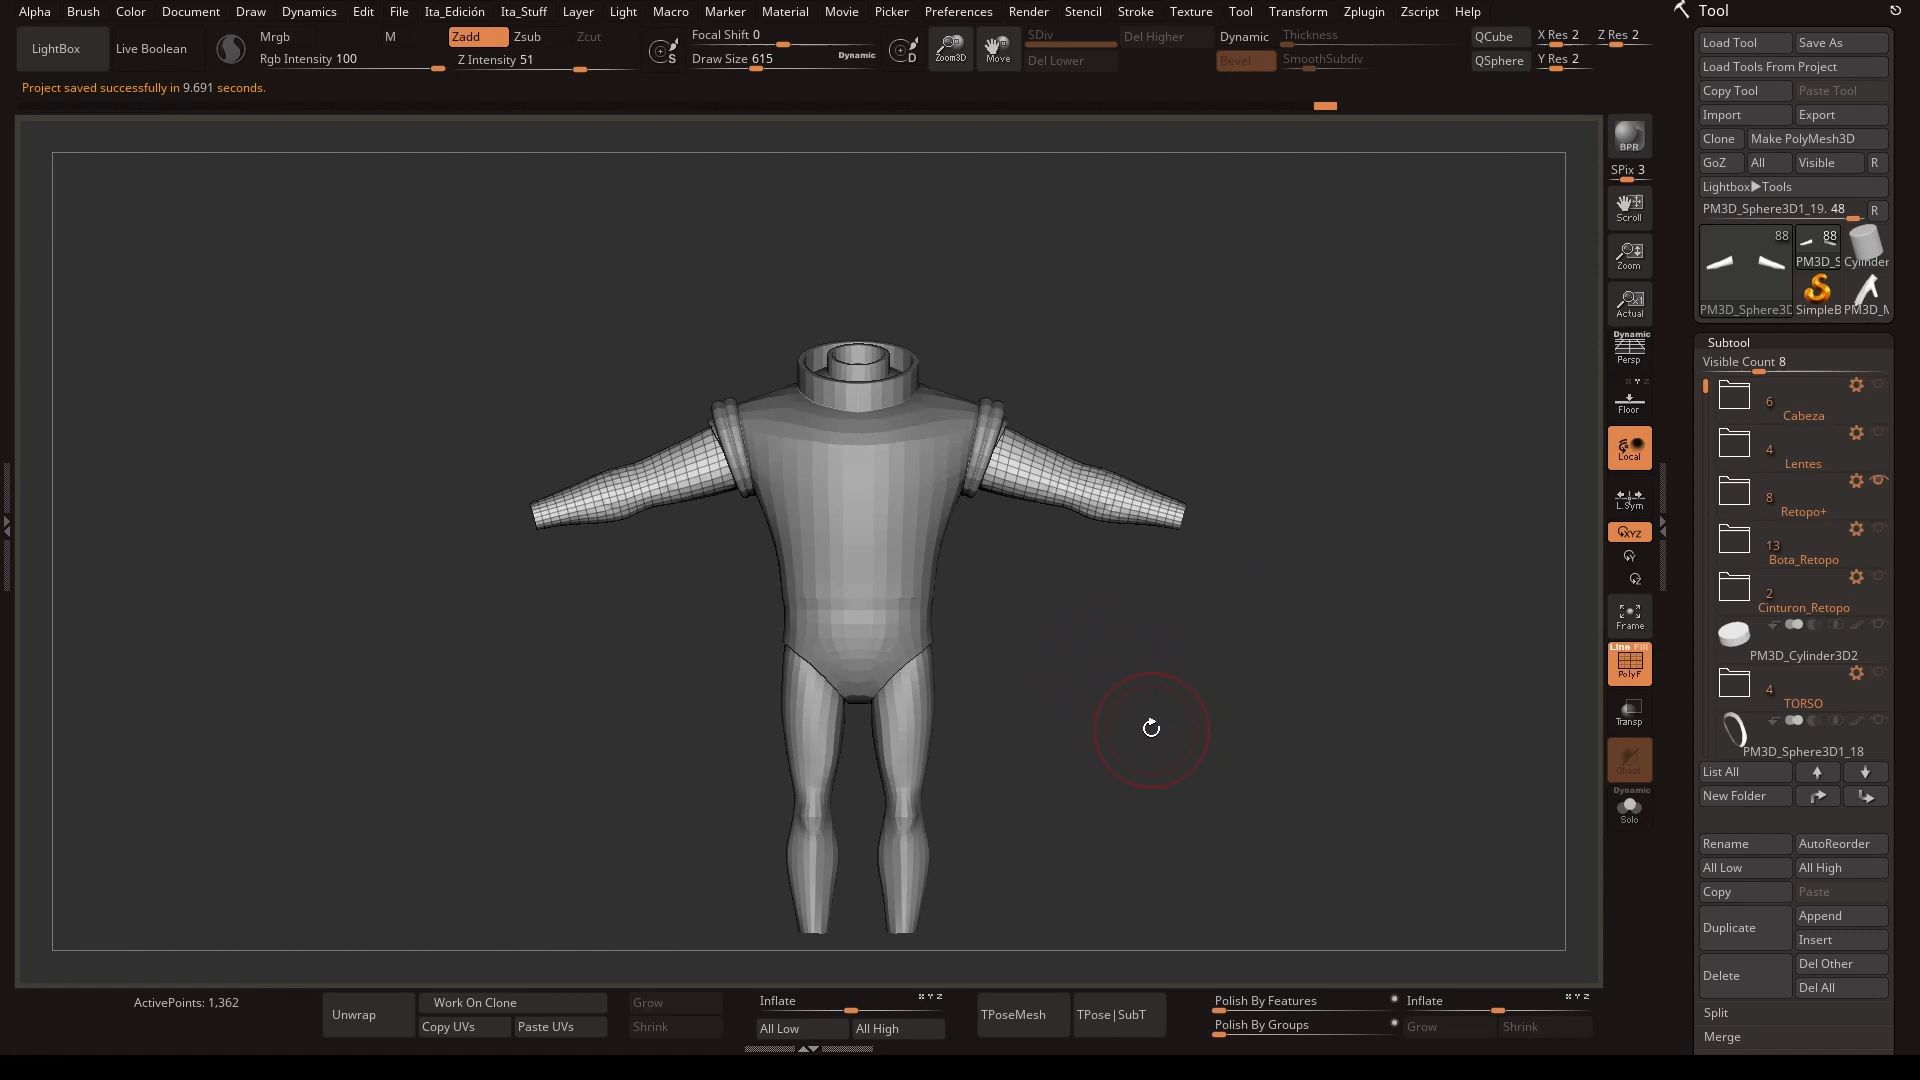 Alpha Brush Color Document Draw Dynamics Edit File Ita_Edición Ita_Stuff Layer Light Macro Marker Material Movie Picker Preferences Render Stencil Stroke Texture Tool Transform Zplugin Zscript Help
LightBox Live Boolean
Mrgb M
Rgb Intensity 100
Zadd Zsub Zcut
Z Intensity 51
S
Focal Shift 0
Draw Size 615 Dynamic
D
Zoom3D Move
SDiv Del Higher
Del Lower
Dynamic Thickness
Bevel SmoothSubdiv
QCube X Res 2 Z Res 2
QSphere Y Res 2
Project saved successfully in 9.691 seconds.
BPR
SPix 3
Scroll
Zoom
Actual
Dynamic
Persp
Floor
Local
L.Sym
XYZ
Y
Z
Frame
Line Fill
PolyF
Transp
Ghost
Dynamic
Solo
Tool
Load Tool Save As
Load Tools From Project
Copy Tool Paste Tool
Import Export
Clone Make PolyMesh3D
GoZ All Visible R
Lightbox▶Tools
PM3D_Sphere3D1_19. 48 R
88 88
PM3D_S Cylinder
PM3D_Sphere3D SimpleB PM3D_M
Subtool
Visible Count 8
6
Cabeza
4
Lentes
8
Retopo+
13
Bota_Retopo
2
Cinturon_Retopo
PM3D_Cylinder3D2
4
TORSO
PM3D_Sphere3D1_18
List All
New Folder
Rename AutoReorder
All Low All High
Copy Paste
Duplicate Append
Insert
Delete Del Other
Del All
Split
Merge
ActivePoints: 1,362
Unwrap
Work On Clone
Copy UVs Paste UVs
Grow
Shrink
Inflate X Y Z
All Low All High
TPoseMesh TPose|SubT
Polish By Features
Polish By Groups
Inflate X Y Z
Grow Shrink